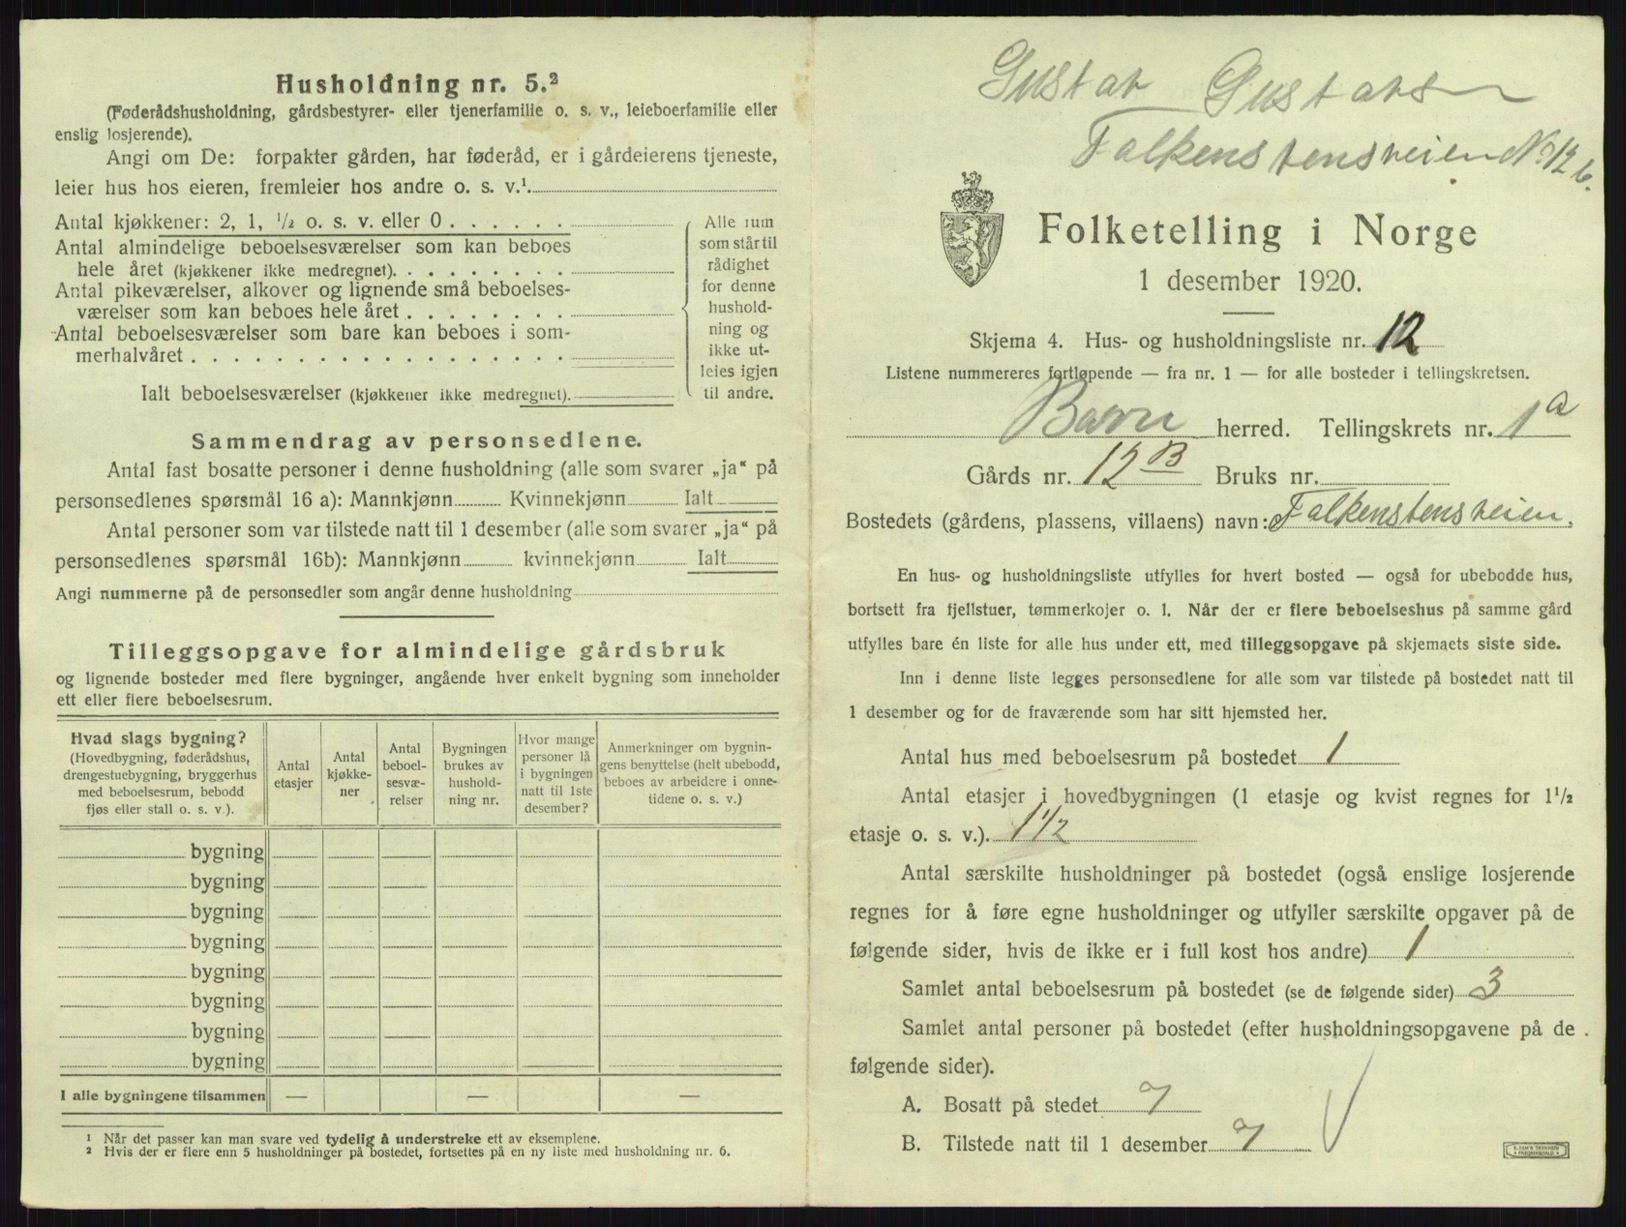 Husholdning nr. 5.²
(Føderådshusholdning, gårdsbestyrer- eller tjenerfamilie o. s. v., leieboerfamilie eller
enslig losjerende).
Angi om De: forpakter gården, har føderåd, er i gårdeierens tjeneste,
leier hus hos eieren, fremleier hos andre o. s. v.¹
Antal kjøkkener: 2, 1, ½ o. s. v. eller 0
Antal almindelige beboelsesværelser som kan beboes
hele året (kjøkkener ikke medregnet).
Antal pikeværelser, alkover og lignende små beboelses-
værelser som kan beboes hele året
Antal beboelsesværelser som bare kan beboes i som-
merhalvåret
Ialt beboelsesværelser (kjøkkener ikke medregnet).
Alle rum
som står til
rådighet
for denne
hushold-
ning og
ikke ut-
leies igjen
til andre.
Sammendrag av personsedlene.
Antal fast bosatte personer i denne husholdning (alle som svarer „ja“ på
personsedlenes spørsmål 16 a): Mannkjønn Kvinnekjønn Ialt
Antal personer som var tilstede natt til 1 desember (alle som svarer „ja“ på
personsedlenes spørsmål 16b): Mannkjønn kvinnekjønn Ialt
Angi nummerne på de personsedler som angår denne husholdning
Tilleggsopgave for almindelige gårdsbruk
og lignende bosteder med flere bygninger, angående hver enkelt bygning som inneholder
ett eller flere beboelsesrum.
Hvad slags bygning?
(Hovedbygning, føderådshus,
drengestuebygning, bryggerhus
med beboelsesrum, bebodd
fjøs eller stall o. s. v.).
Antal
etasjer
Antal
kjøkke-
ner
Antal
beboel-
sesvæ-
relser
Bygningen
brukes av
hushold-
ning nr.
Hvor mange
personer lå
i bygningen
natt til 1ste
desember?
Anmerkninger om bygnin-
gens benyttelse (helt ubebodd,
beboes av arbeidere i onne-
tidene o. s. v.)
bygning
bygning
bygning
bygning
bygning
bygning
bygning
bygning
I alle bygningene tilsammen — — —
¹ Når det passer kan man svare ved tydelig å understreke ett av eksemplene.
² Hvis der er flere enn 5 husholdninger på bostedet, fortsettes på en ny liste med husholdning nr. 6.
Gustav Gustavsen
Falkenstensveien No 12 b.
Folketelling i Norge
1 desember 1920.
Skjema 4. Hus- og husholdningsliste nr. 12
Listene nummereres fortløpende — fra nr. 1 — for alle bosteder i tellingskretsen.
Børre herred. Tellingskrets nr. 1a
Gårds nr. 12 B Bruks nr.
Bostedets (gårdens, plassens, villaens) navn: Falkenstensveien.
En hus- og husholdningsliste utfylles for hvert bosted — også for ubebodde hus,
bortsett fra fjellstuer, tømmerkojer o. l. Når der er flere beboelseshus på samme gård
utfylles bare én liste for alle hus under ett, med tilleggsopgave på skjemaets siste side.
Inn i denne liste legges personsedlene for alle som var tilstede på bostedet natt til
1 desember og for de fraværende som har sitt hjemsted her.
Antal hus med beboelsesrum på bostedet 1
Antal etasjer i hovedbygningen (1 etasje og kvist regnes for 1½
etasje o. s. v.). 1½
Antal særskilte husholdninger på bostedet (også enslige losjerende
regnes for å føre egne husholdninger og utfyller særskilte opgaver på de
følgende sider, hvis de ikke er i full kost hos andre) 1
Samlet antal beboelsesrum på bostedet (se de følgende sider) 3
Samlet antal personer på bostedet (efter husholdningsopgavene på de
følgende sider).
A. Bosatt på stedet 7
B. Tilstede natt til 1 desember 7